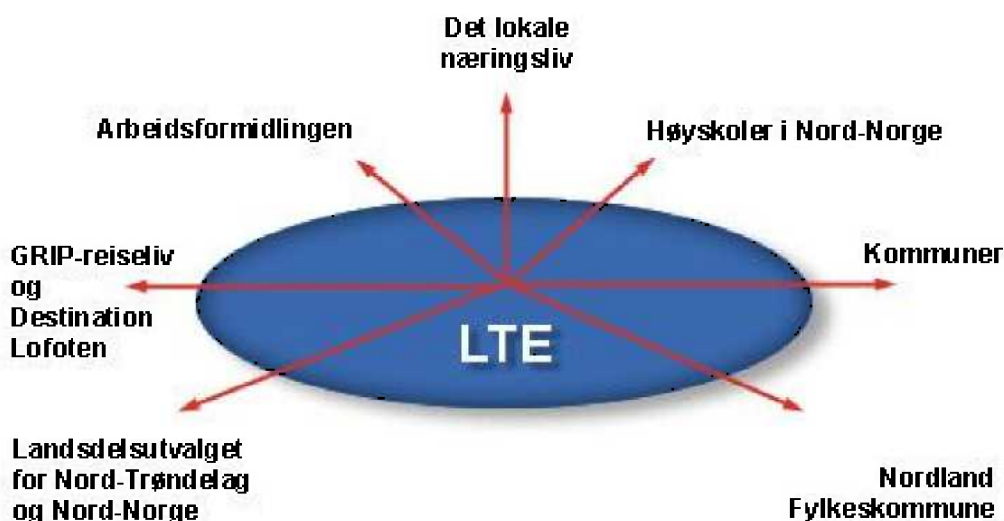 Det lokale
næringsliv
Arbeidsformidlingen
Høyskoler i Nord-Norge
GRIP-reiseliv
og
Destination
Lofoten
Kommuner
LTE
Landsdelsutvalget
for Nord-Trøndelag
og Nord-Norge
Nordland
Fylkeskommune